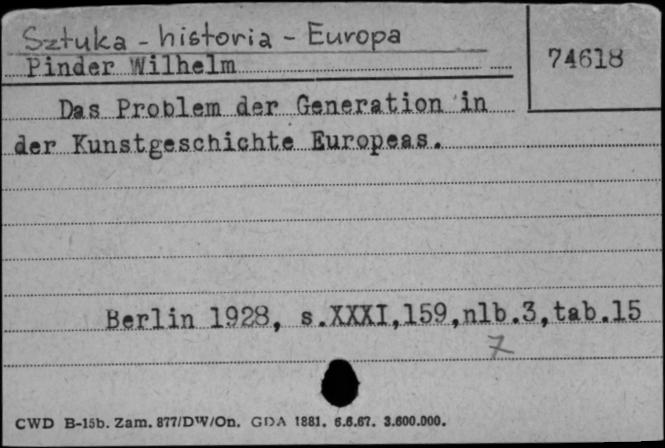 Sztuka - historia - Europa
74618
Pinder Wilhelm
Das Problem der Generation in
der Kunstgeschichte Europeas.
Berlin 1928, s.XXXI,159,nlb.3,tab.15
7
CWD B-15b. Zam. 877/DW/On. GDA 1881. 6.6.67. 3.600.000.